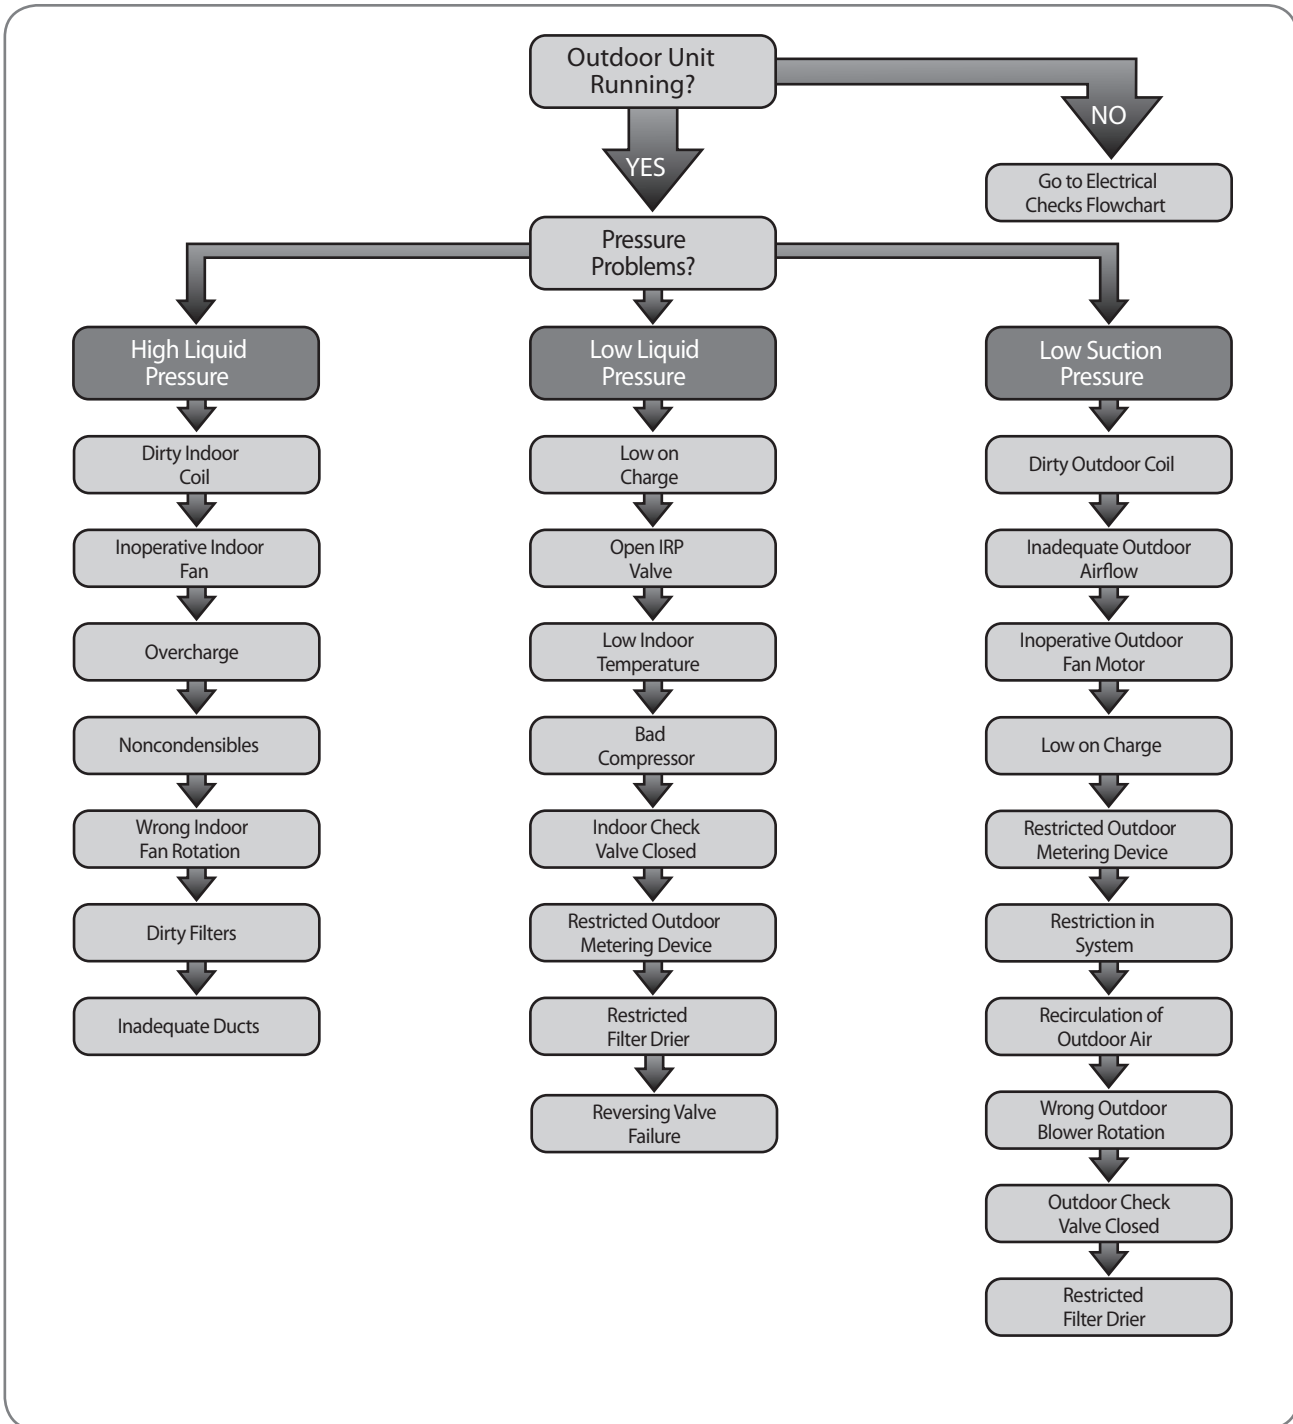 Outdoor Unit
Running?
NO
YES
Go to Electrical
Checks Flowchart
Pressure
Problems?
High Liquid
Pressure
Dirty Indoor
Coil
Inoperative Indoor
Fan
Overcharge
Noncondensibles
Wrong Indoor
Fan Rotation
Dirty Filters
Inadequate Ducts
Low Liquid
Pressure
Low on
Charge
Open IRP
Valve
Low Indoor
Temperature
Bad
Compressor
Indoor Check
Valve Closed
Restricted Outdoor
Metering Device
Restricted
Filter Drier
Reversing Valve
Failure
Low Suction
Pressure
Dirty Outdoor Coil
Inadequate Outdoor
Airflow
Inoperative Outdoor
Fan Motor
Low on Charge
Restricted Outdoor
Metering Device
Restriction in
System
Recirculation of
Outdoor Air
Wrong Outdoor
Blower Rotation
Outdoor Check
Valve Closed
Restricted
Filter Drier